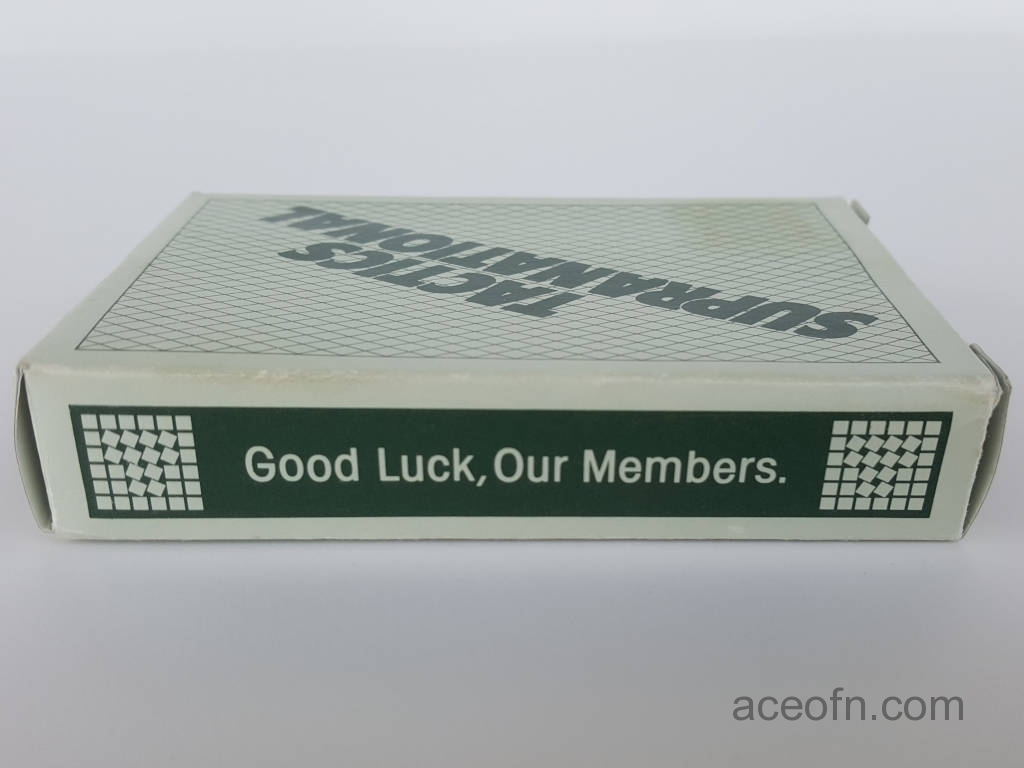 SUPRANATIONAL
TACTICS
Good Luck, Our Members.
aceofn.com